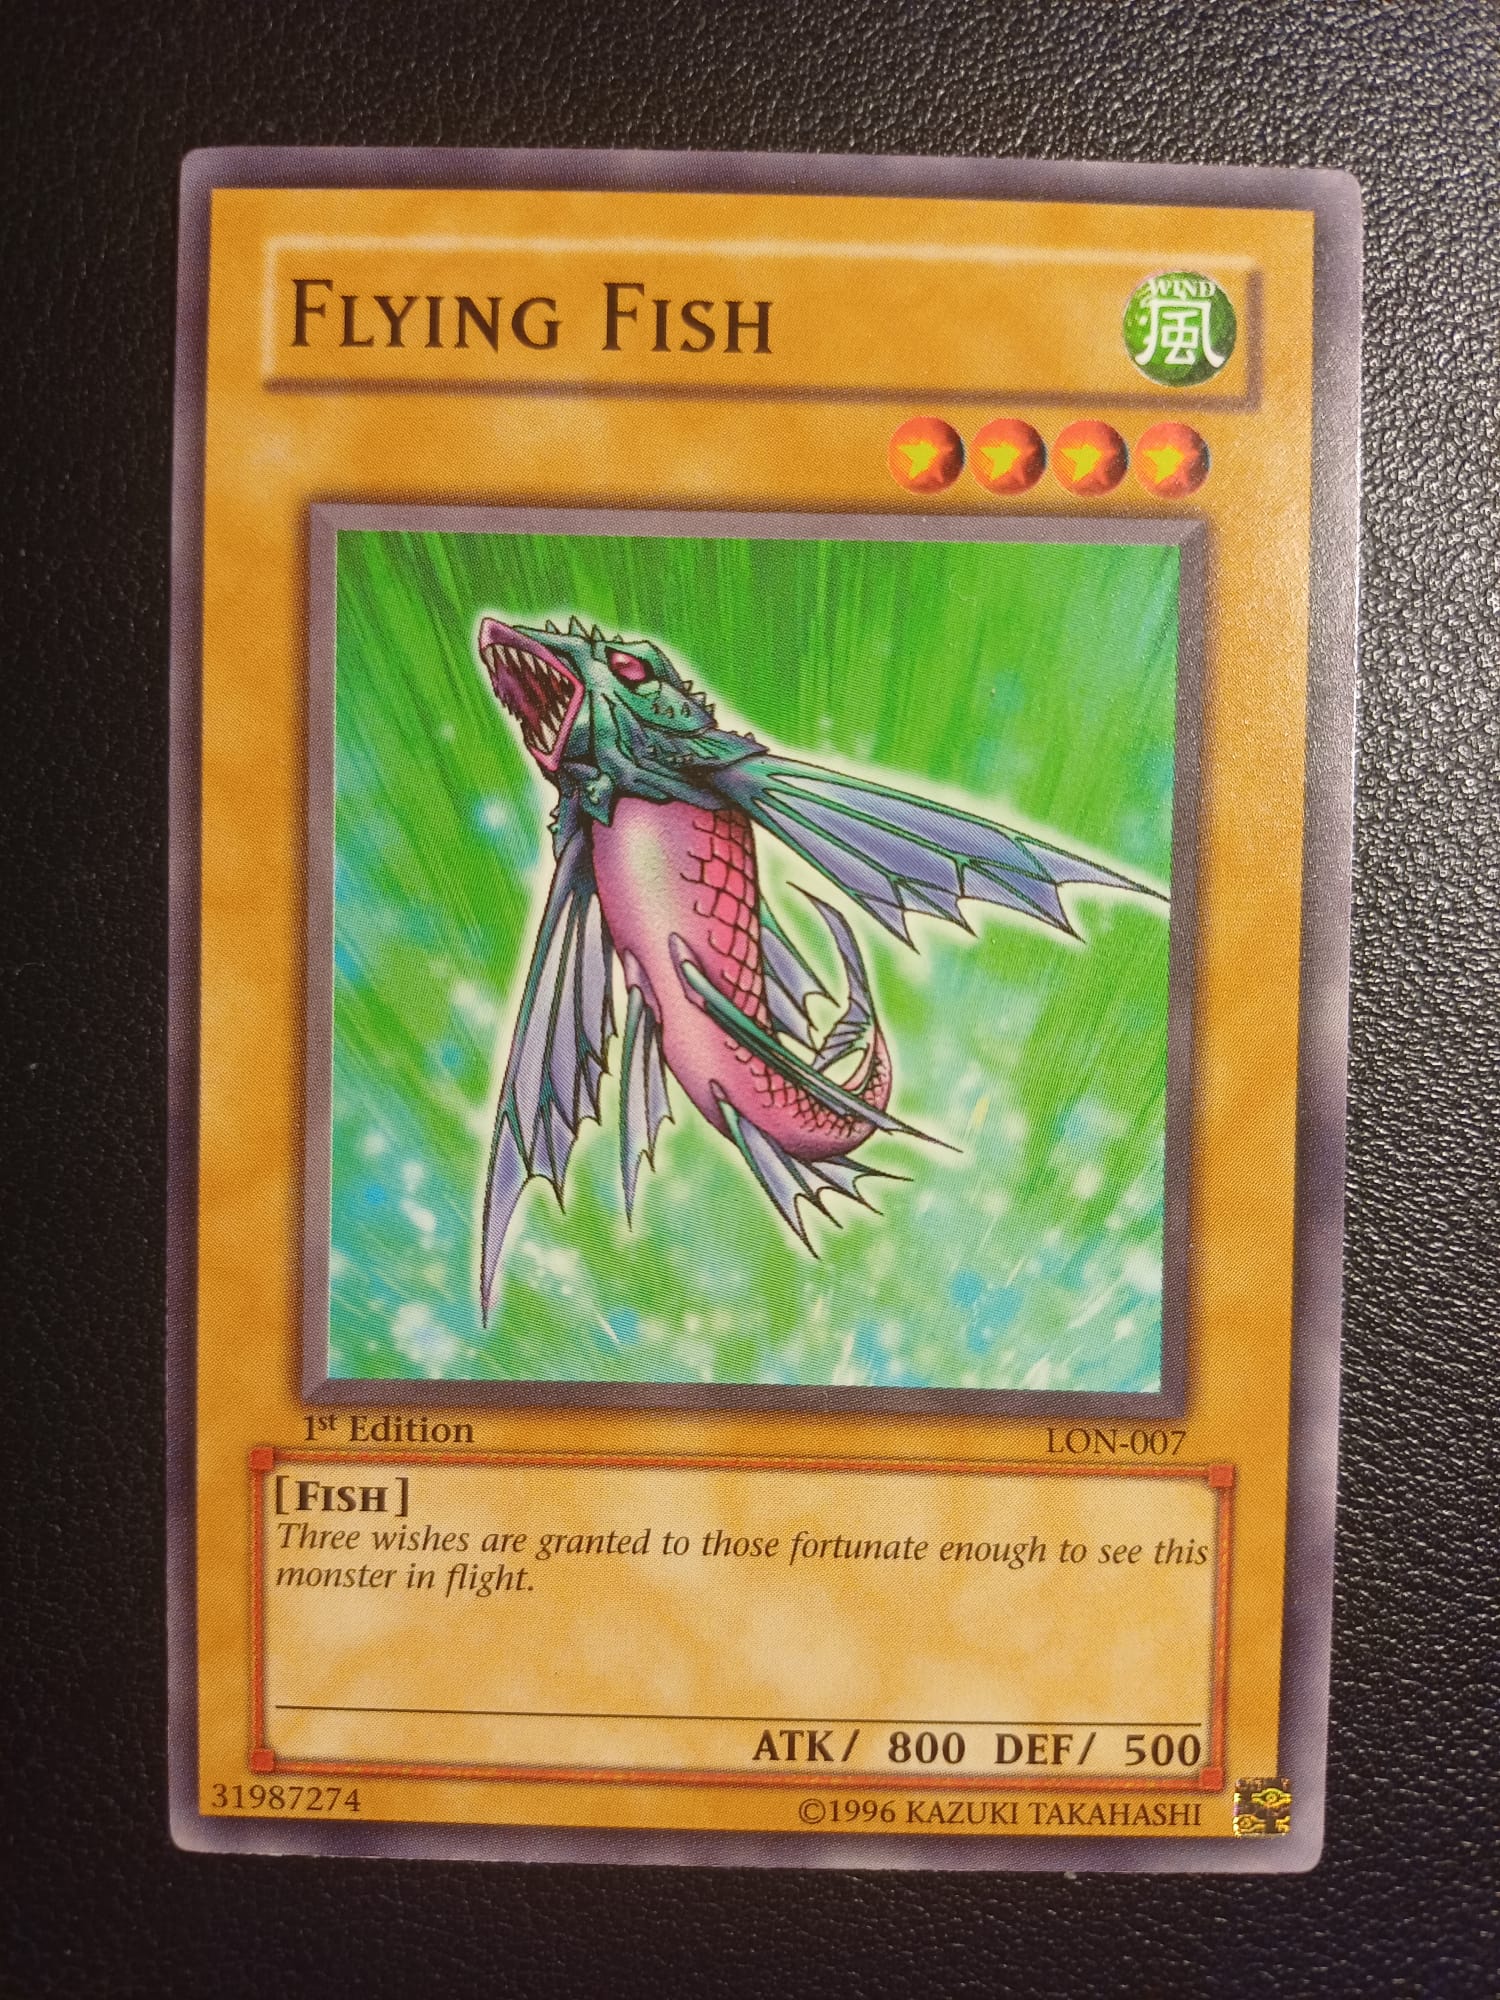 FLYING FISH
WIND
風
1st Edition
LON-007
[FISH]
Three wishes are granted to those fortunate enough to see this
monster in flight.
ATK/ 800 DEF/ 500
31987274
©1996 KAZUKI TAKAHASHI